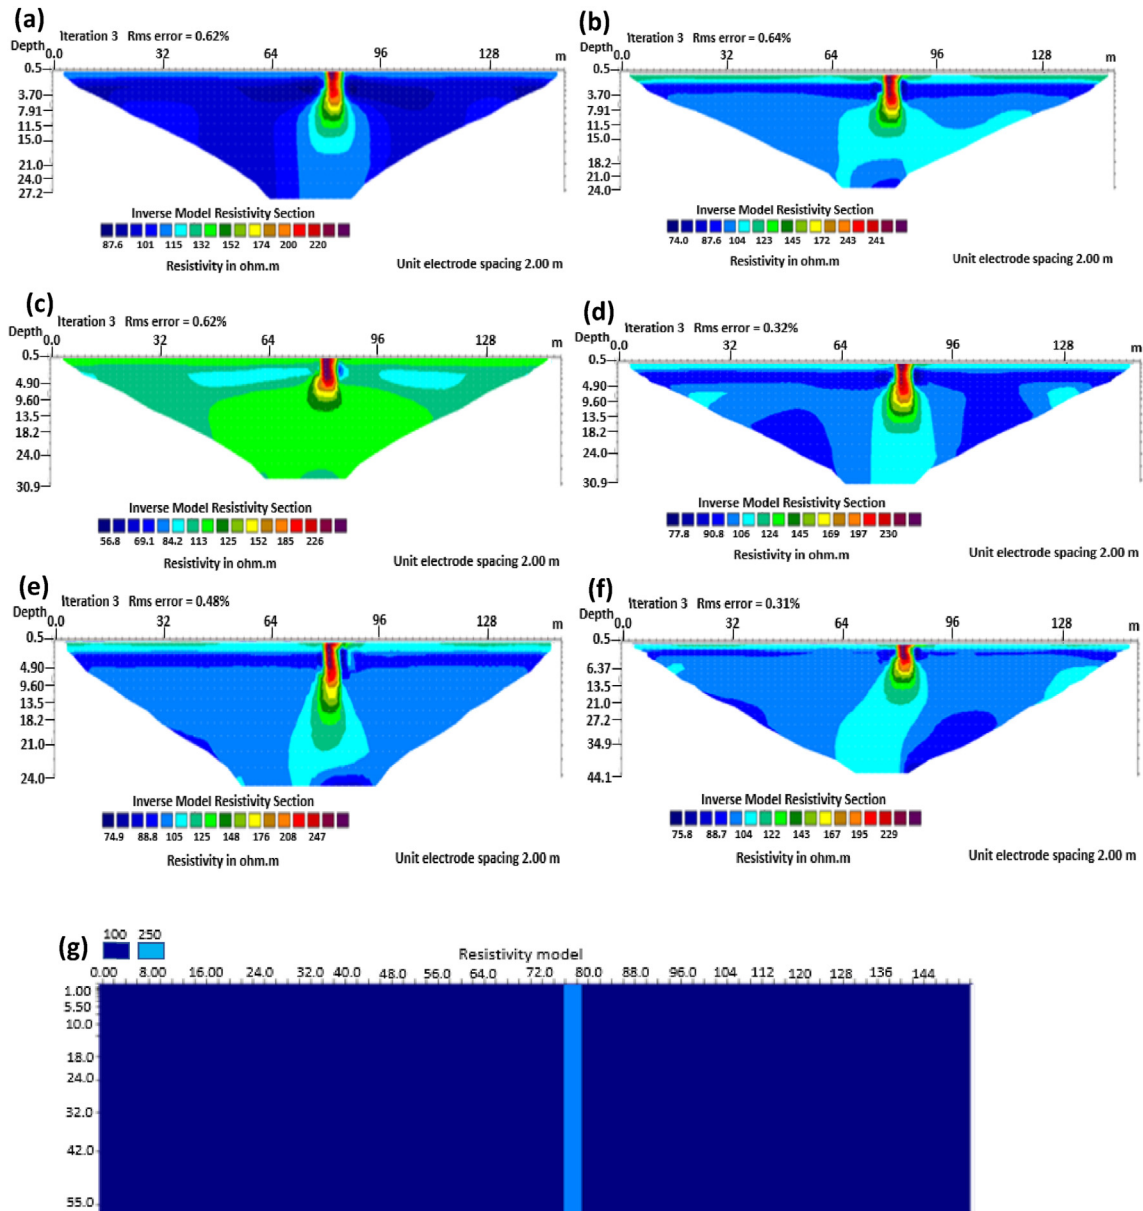 (a)
Iteration 3 Rms error = 0.62%
Depth 0.0 32 64 96 128 m
0.5
3.70
7.91
11.5
15.0
21.0
24.0
27.2
Inverse Model Resistivity Section
87.6 101 115 132 152 174 200 220
Resistivity in ohm.m
Unit electrode spacing 2.00 m
(b)
Iteration 3 Rms error = 0.64%
Depth 0.0 32 64 96 128 m
0.5
3.70
7.91
11.5
15.0
18.2
21.0
24.0
Inverse Model Resistivity Section
74.0 87.6 104 123 145 172 243 241
Resistivity in ohm.m
Unit electrode spacing 2.00 m
(c)
Iteration 3 Rms error = 0.62%
Depth 0.0 32 64 96 128 m
0.5
4.90
9.60
13.5
18.2
24.0
30.9
Inverse Model Resistivity Section
56.8 69.1 84.2 113 125 152 185 226
Resistivity in ohm.m
Unit electrode spacing 2.00 m
(d)
Iteration 3 Rms error = 0.32%
Depth 0.0 32 64 96 128 m
0.5
4.90
9.60
13.5
18.2
24.0
30.9
Inverse Model Resistivity Section
77.8 90.8 106 124 145 169 197 230
Resistivity in ohm.m
Unit electrode spacing 2.00 m
(e)
Iteration 3 Rms error = 0.48%
Depth 0.0 32 64 96 128 m
0.5
4.90
9.60
13.5
18.2
21.0
24.0
Inverse Model Resistivity Section
74.9 88.8 105 125 148 176 208 247
Resistivity in ohm.m
Unit electrode spacing 2.00 m
(f)
Iteration 3 Rms error = 0.31%
Depth 0.0 32 64 96 128 m
0.5
6.37
13.5
21.0
27.2
34.9
44.1
Inverse Model Resistivity Section
75.8 88.7 104 122 143 167 195 229
Resistivity in ohm.m
Unit electrode spacing 2.00 m
(g)
100 250
Resistivity model
0.00 8.00 16.00 24.0 32.0 40.0 48.0 56.0 64.0 72.0 80.0 88.0 96.0 104 112 120 128 136 144
1.00
5.50
10.0
18.0
24.0
32.0
42.0
55.0